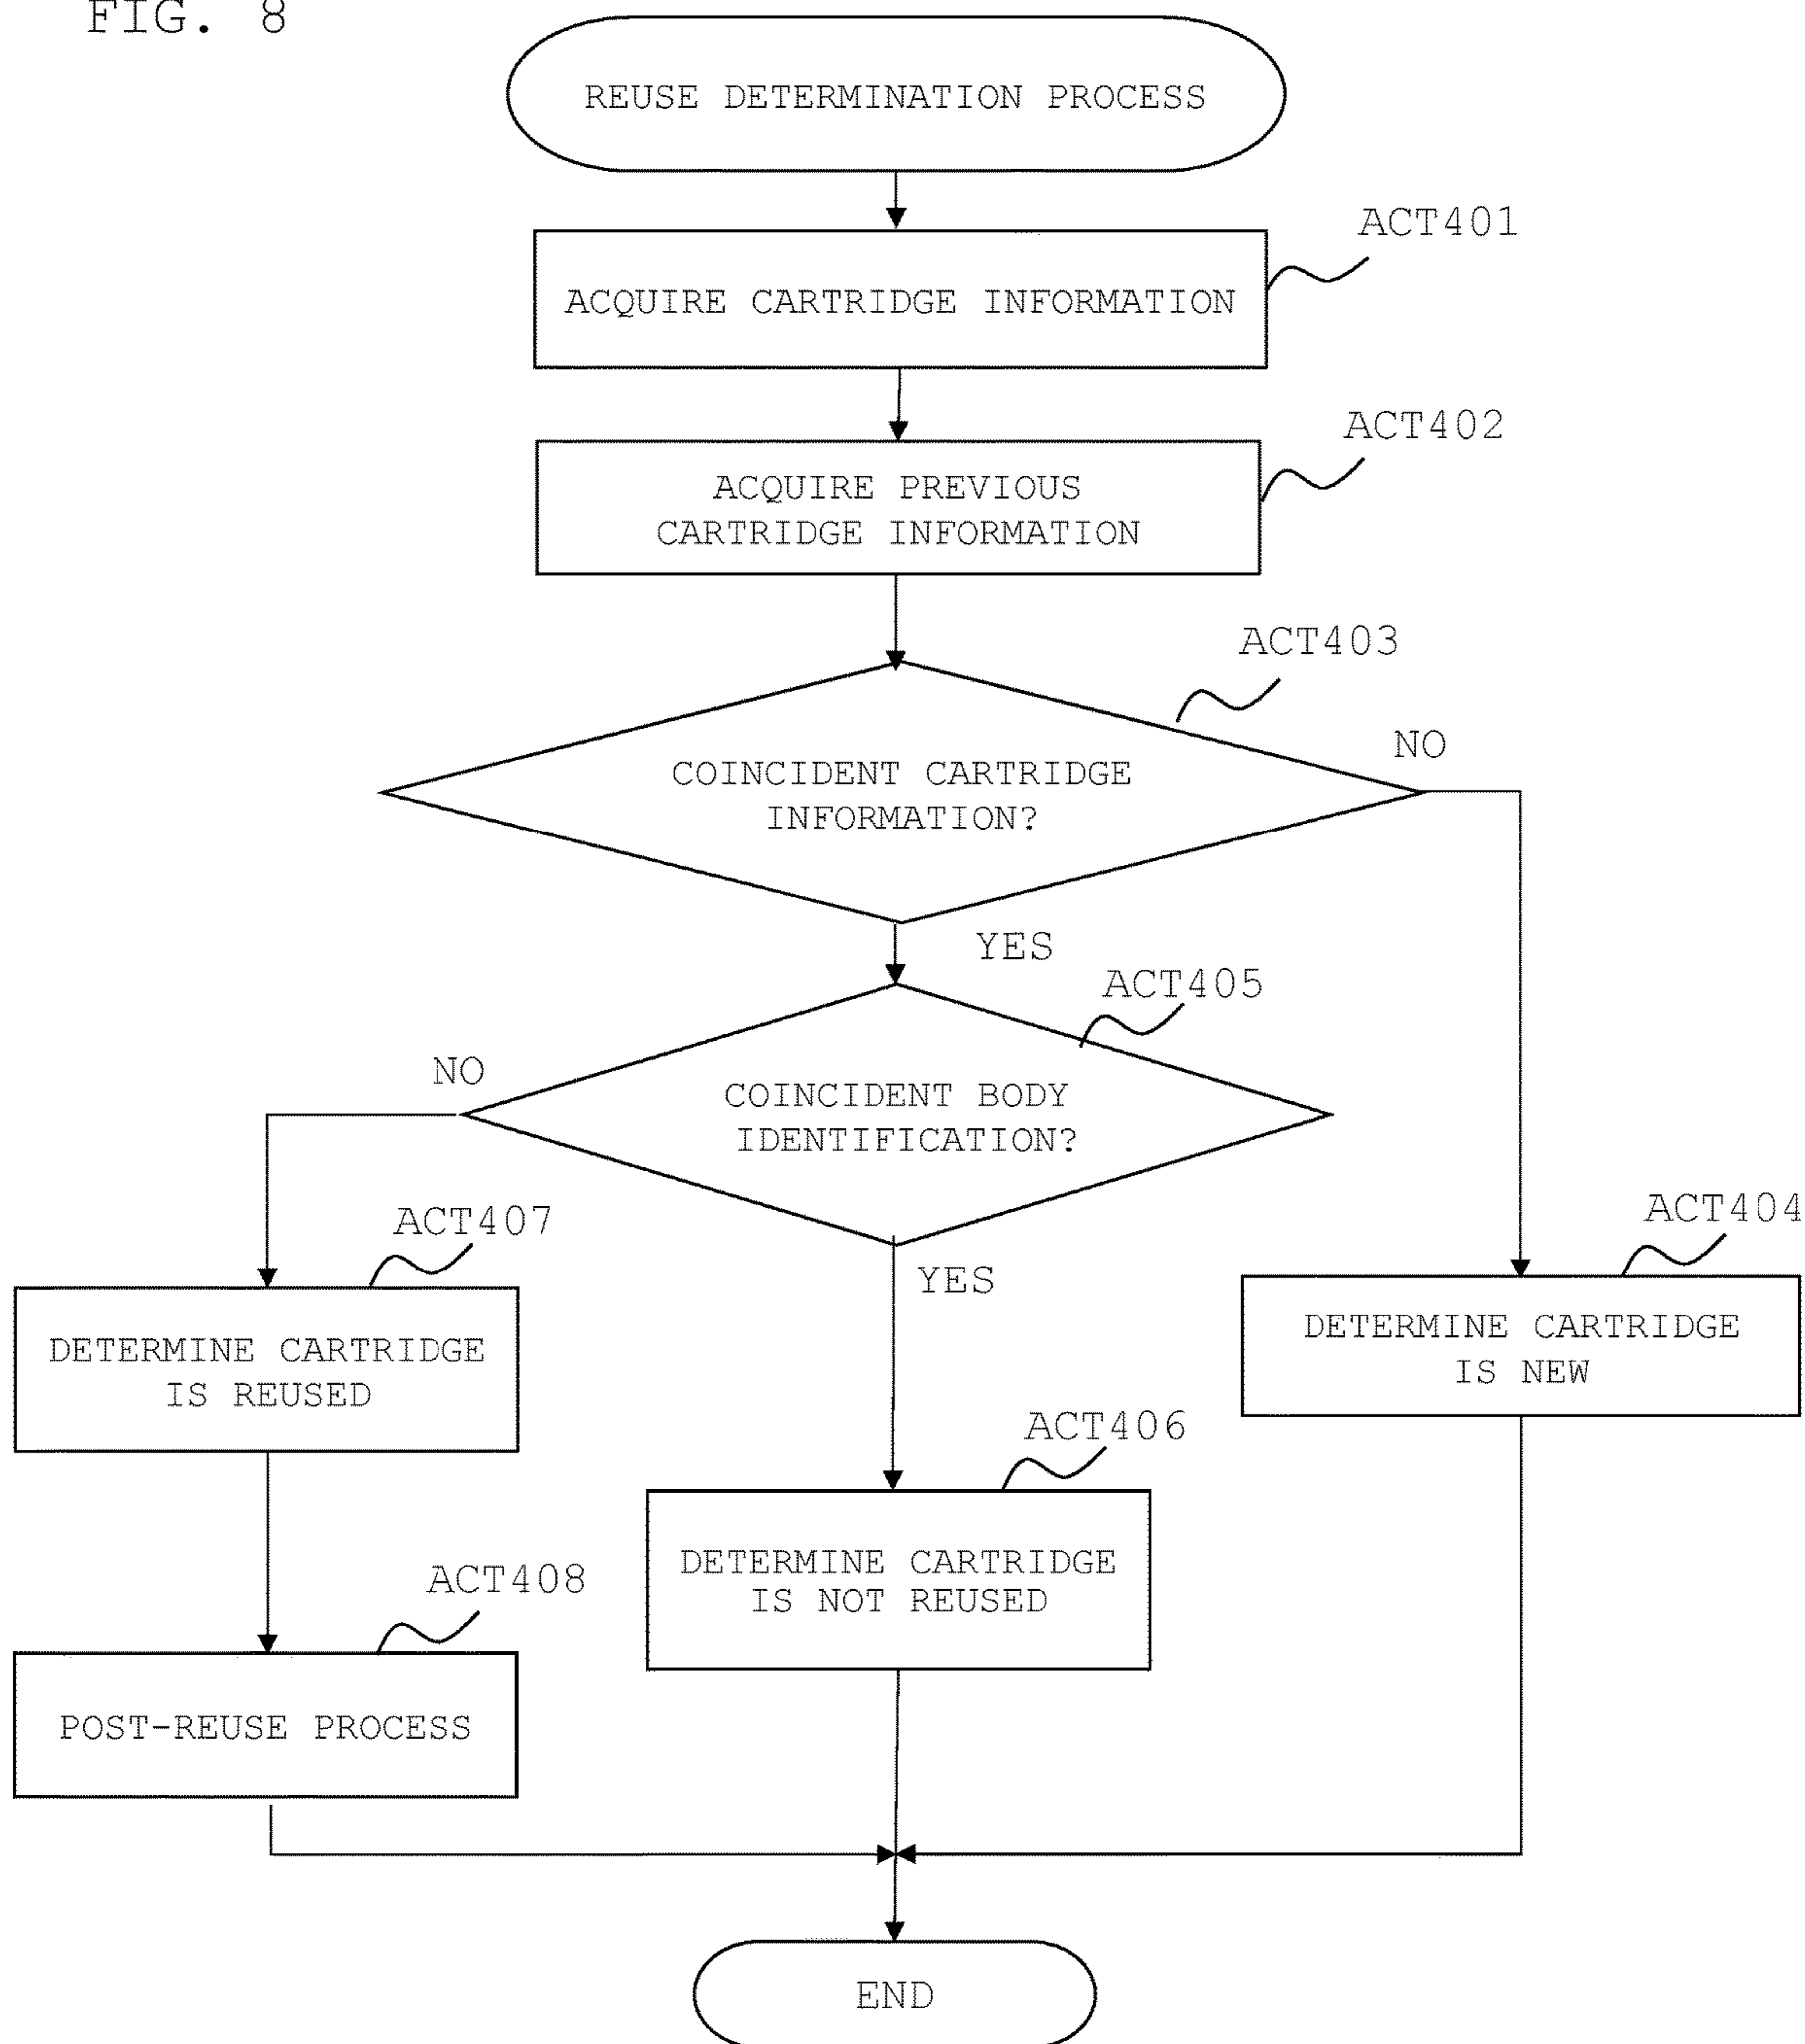 FIG. 8
REUSE DETERMINATION PROCESS
ACT401
ACQUIRE CARTRIDGE INFORMATION
ACT402
ACQUIRE PREVIOUS
CARTRIDGE INFORMATION
ACT403
NO
COINCIDENT CARTRIDGE
INFORMATION?
YES
ACT405
NO
COINCIDENT BODY
IDENTIFICATION?
YES
ACT407
DETERMINE CARTRIDGE
IS REUSED
ACT404
DETERMINE CARTRIDGE
IS NEW
ACT406
DETERMINE CARTRIDGE
IS NOT REUSED
ACT408
POST-REUSE PROCESS
END